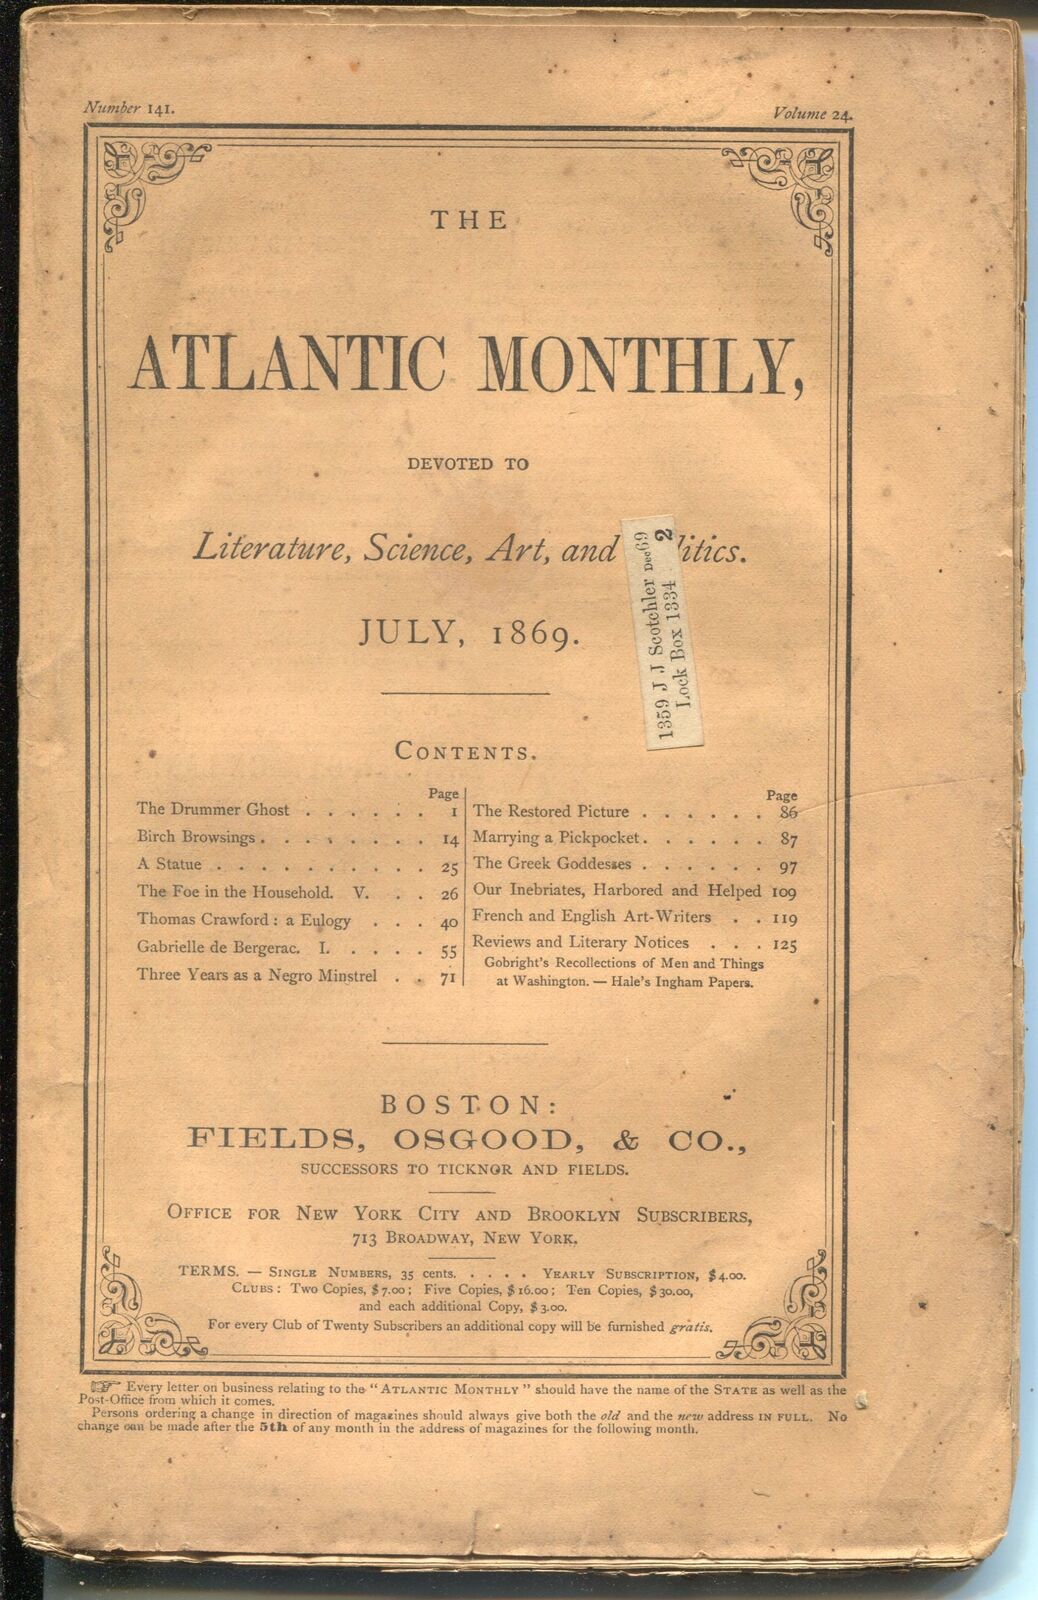 Number 141.
Volume 24.
THE
ATLANTIC MONTHLY,
DEVOTED TO
Literature, Science, Art, and litics.
1359 J J Scotchler Dec69
Lock Box 1334 2
JULY, 1869.
CONTENTS.
Page
The Drummer Ghost . . . . . . 1
Birch Browsings . . . . . . . . 14
A Statue . . . . . . . . . . 25
The Foe in the Household. V. . . 26
Thomas Crawford : a Eulogy . . . 40
Gabrielle de Bergerac. I. . . . . 55
Three Years as a Negro Minstrel . . 71
Page
The Restored Picture . . . . . . 86
Marrying a Pickpocket . . . . . . 87
The Greek Goddesses . . . . . . 97
Our Inebriates, Harbored and Helped 109
French and English Art-Writers . . 119
Reviews and Literary Notices . . . 125
Gobright's Recollections of Men and Things
at Washington. — Hale's Ingham Papers.
BOSTON:
FIELDS, OSGOOD, & CO.,
SUCCESSORS TO TICKNOR AND FIELDS.
OFFICE FOR NEW YORK CITY AND BROOKLYN SUBSCRIBERS,
713 BROADWAY, NEW YORK.
TERMS. — SINGLE NUMBERS, 35 cents. . . . . YEARLY SUBSCRIPTION, $4.00.
CLUBS : Two Copies, $7.00 ; Five Copies, $16.00 ; Ten Copies, $30.00,
and each additional Copy, $3.00.
For every Club of Twenty Subscribers an additional copy will be furnished gratis.
☞ Every letter on business relating to the "ATLANTIC MONTHLY" should have the name of the STATE as well as the
Post-Office from which it comes.
Persons ordering a change in direction of magazines should always give both the old and the new address IN FULL. No
change can be made after the 5th of any month in the address of magazines for the following month.